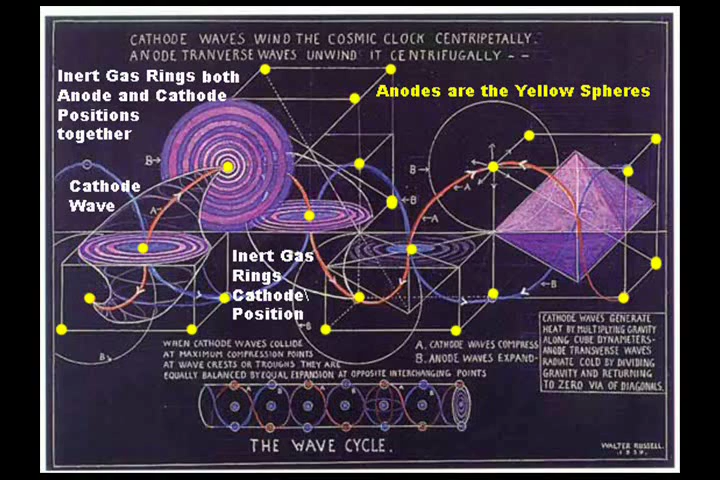 CATHODE WAVES WIND THE COSMIC CLOCK CENTRIPETALLY.
ANODE TRANVERSE WAVES UNWIND IT CENTRIFUGALLY - -
Inert Gas Rings both
Anode and Cathode
Positions
together
Anodes are the Yellow Spheres
B
B
Cathode
Wave
A
A
A
B
Inert Gas
Rings
Cathode\
Position
B
B
B
WHEN CATHODE WAVES COLLIDE
AT MAXIMUM COMPRESSION POINTS
AT WAVE CRESTS OR TROUGHS THEY ARE
EQUALLY BALANCED BY EQUAL EXPANSION AT OPPOSITE INTERCHANGING POINTS
A. CATHODE WAVES COMPRESS
B. ANODE WAVES EXPAND-
CATHODE WAVES GENERATE
HEAT BY MULTIPLYING GRAVITY
ALONG CUBE DYNAMETERS-
ANODE TRANSVERSE WAVES
RADIATE COLD BY DIVIDING
GRAVITY AND RETURNING
TO ZERO VIA OF DIAGONALS.
THE WAVE CYCLE.
WALTER RUSSELL.